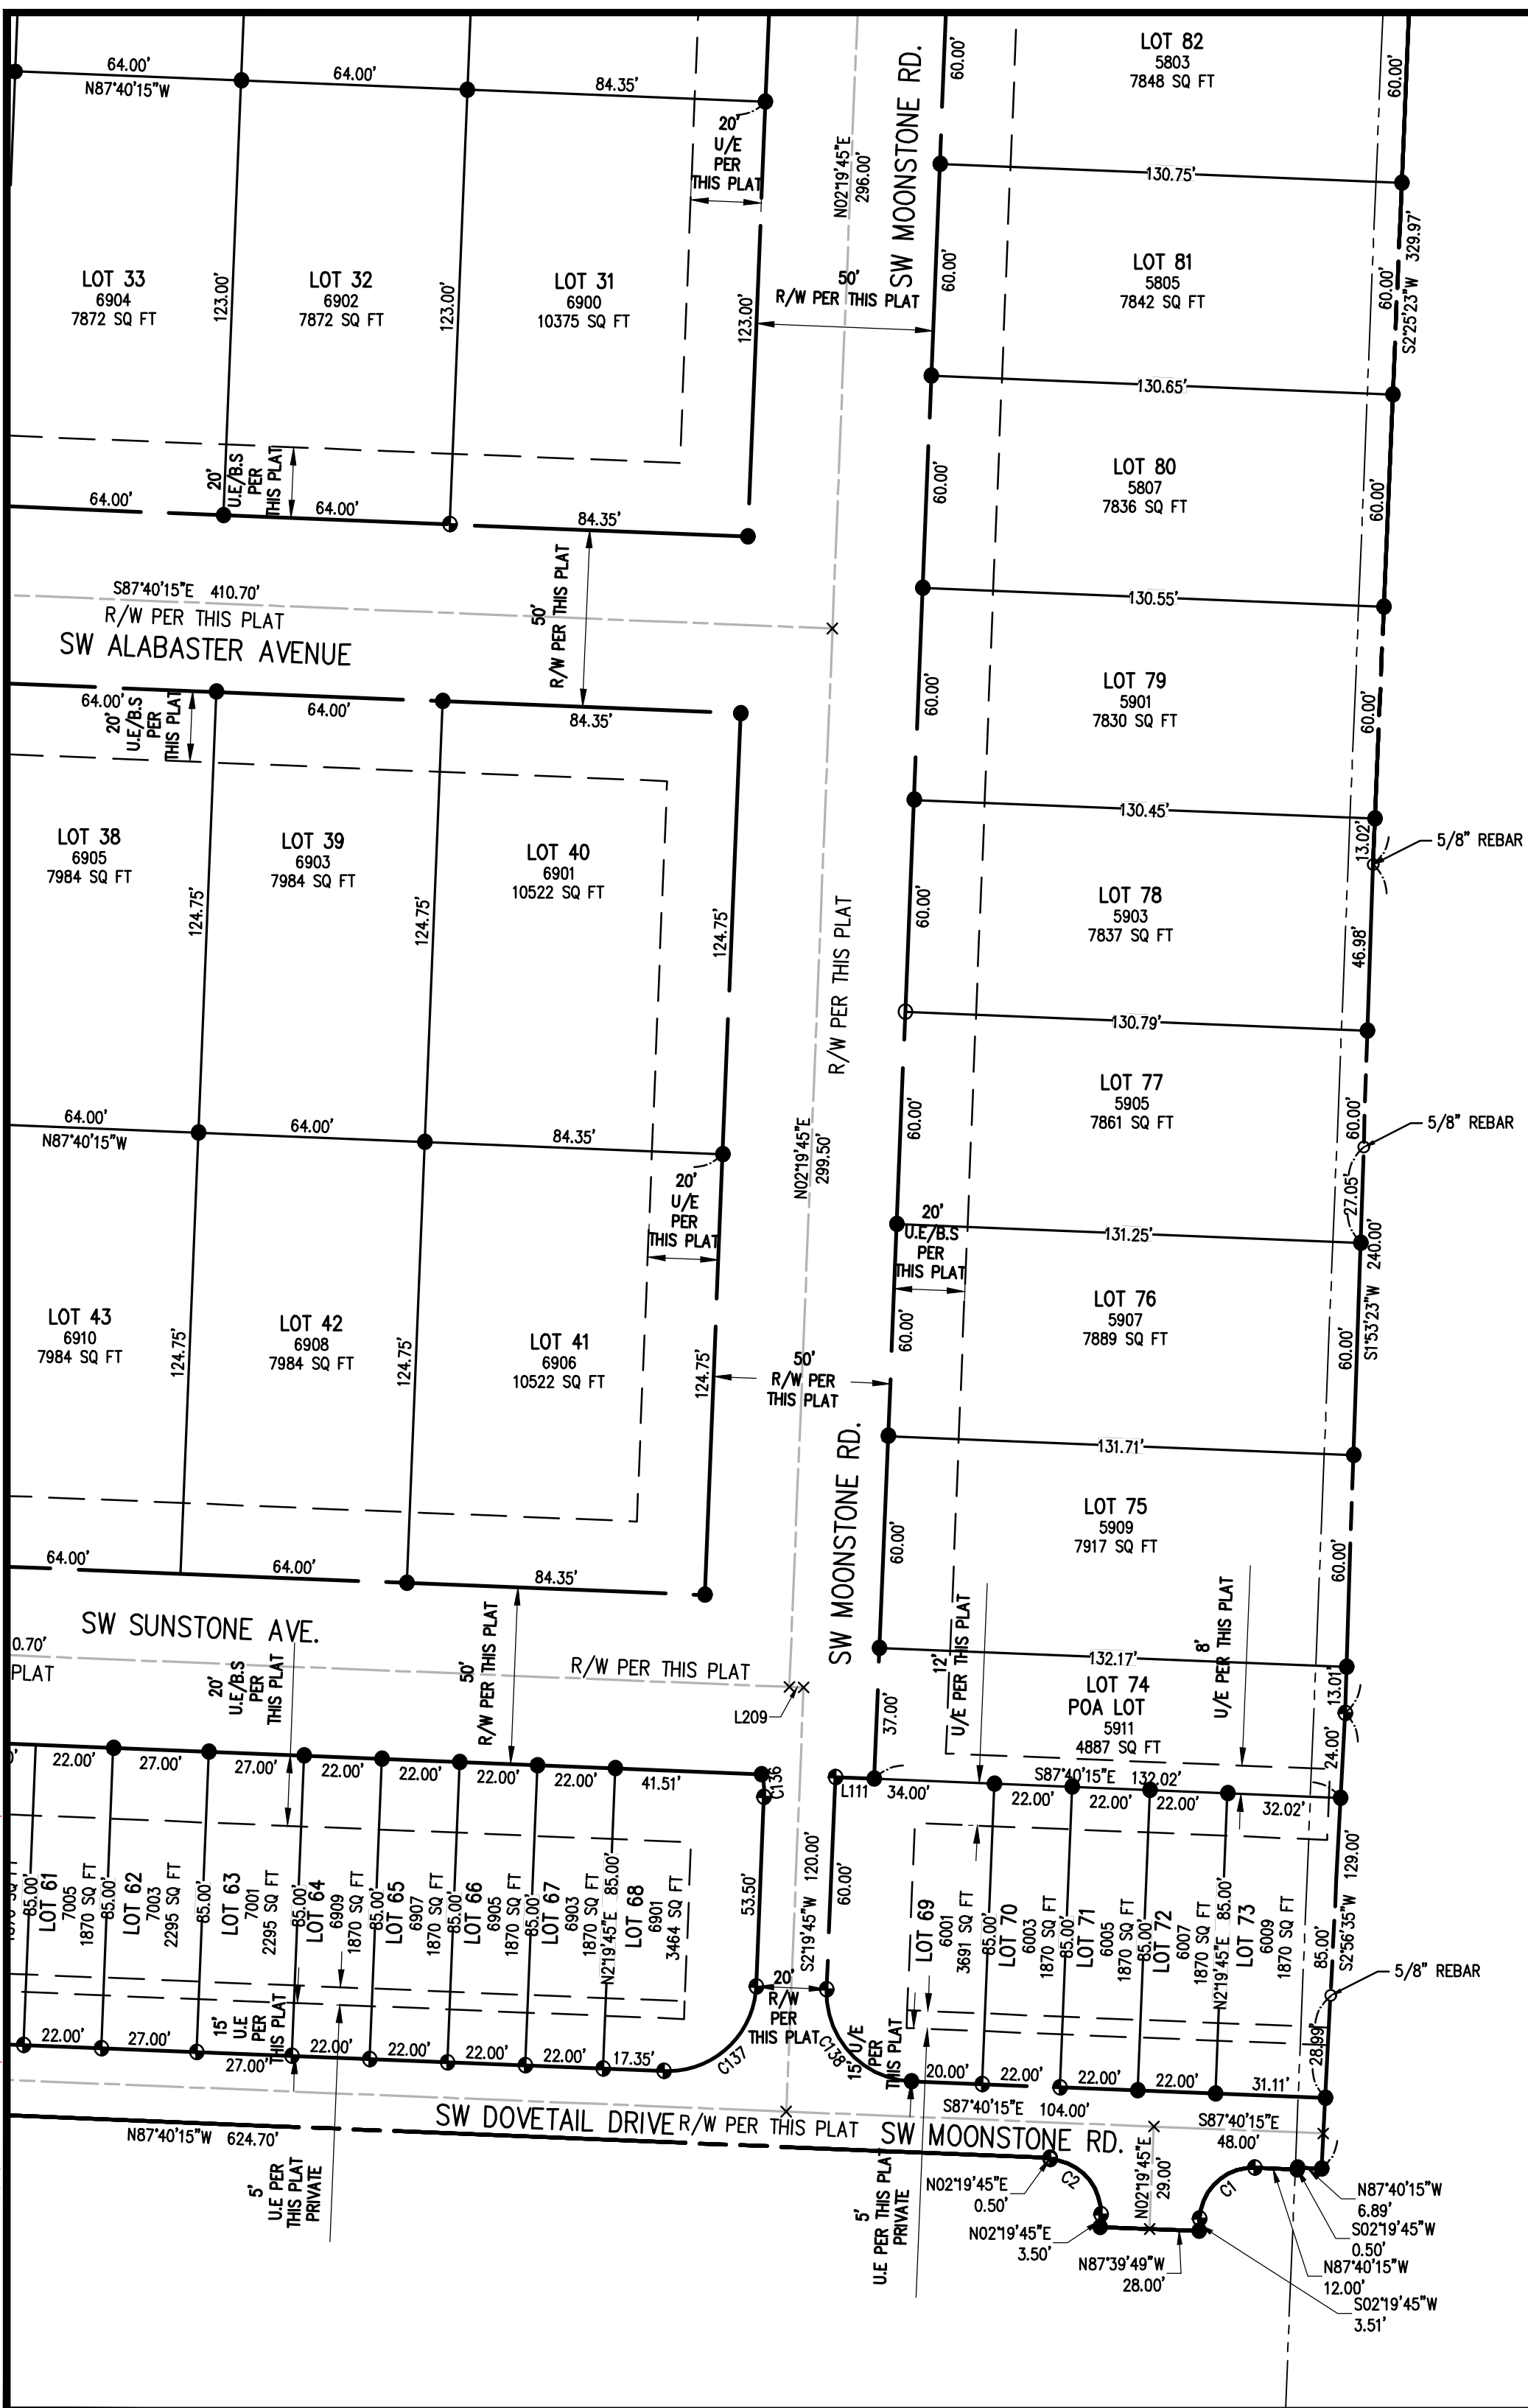 64.00'
N87°40'15"W
64.00'
84.35'
20'
U/E
PER
THIS PLAT
N02°19'45"E
296.00'
SW MOONSTONE RD.
60.00'
LOT 82
5803
7848 SQ FT
60.00'
130.75'
LOT 33
6904
7872 SQ FT
123.00'
LOT 32
6902
7872 SQ FT
123.00'
LOT 31
6900
10375 SQ FT
123.00'
50'
R/W PER THIS PLAT
60.00'
LOT 81
5805
7842 SQ FT
60.00'
S2°25'23"W 329.97'
130.65'
20'
U.E/B.S
PER
THIS PLAT
64.00'
64.00'
84.35'
60.00'
LOT 80
5807
7836 SQ FT
60.00'
S87°40'15"E 410.70'
R/W PER THIS PLAT
SW ALABASTER AVENUE
50'
R/W PER THIS PLAT
130.55'
64.00'
20'
U.E/B.S
PER
THIS PLAT
64.00'
84.35'
60.00'
LOT 79
5901
7830 SQ FT
60.00'
130.45'
13.02'
5/8" REBAR
LOT 38
6905
7984 SQ FT
124.75'
LOT 39
6903
7984 SQ FT
124.75'
LOT 40
6901
10522 SQ FT
124.75'
R/W PER THIS PLAT
60.00'
LOT 78
5903
7837 SQ FT
46.98'
130.79'
64.00'
N87°40'15"W
64.00'
84.35'
20'
U/E
PER
THIS PLAT
N02°19'45"E
299.50'
60.00'
LOT 77
5905
7861 SQ FT
60.00'
5/8" REBAR
27.05'
20'
U.E/B.S
PER
THIS PLAT
131.25'
S1°53'23"W 240.00'
LOT 43
6910
7984 SQ FT
124.75'
LOT 42
6908
7984 SQ FT
124.75'
LOT 41
6906
10522 SQ FT
124.75'
50'
R/W PER
THIS PLAT
60.00'
LOT 76
5907
7889 SQ FT
60.00'
131.71'
SW MOONSTONE RD.
60.00'
LOT 75
5909
7917 SQ FT
60.00'
64.00'
64.00'
84.35'
SW SUNSTONE AVE.
0.70'
PLAT
20'
U.E/B.S
PER
THIS PLAT
50'
R/W PER THIS PLAT
R/W PER THIS PLAT
L209
12'
U/E PER THIS PLAT
132.17'
8'
U/E PER THIS PLAT
LOT 74
POA LOT
5911
4887 SQ FT
37.00'
13.01'
24.00'
S87°40'15"E 132.02'
22.00'
27.00'
27.00'
22.00'
22.00'
22.00'
22.00'
41.51'
C136
L111
34.00'
22.00'
22.00'
22.00'
32.02'
85.00'
LOT 61
7005
1870 SQ FT
85.00'
LOT 62
7003
2295 SQ FT
85.00'
LOT 63
7001
2295 SQ FT
85.00'
LOT 64
6909
1870 SQ FT
85.00'
LOT 65
6907
1870 SQ FT
85.00'
LOT 66
6905
1870 SQ FT
85.00'
LOT 67
6903
1870 SQ FT
N2°19'45"E 85.00'
LOT 68
6901
3464 SQ FT
53.50'
S2°19'45"W 120.00'
60.00'
LOT 69
6001
3691 SQ FT
85.00'
LOT 70
6003
1870 SQ FT
85.00'
LOT 71
6005
1870 SQ FT
85.00'
LOT 72
6007
1870 SQ FT
N2°19'45"E 85.00'
LOT 73
6009
1870 SQ FT
85.00'
S2°56'35"W 129.00'
5/8" REBAR
28.99'
20'
R/W
PER
THIS PLAT
22.00'
27.00'
15'
U.E
PER
THIS PLAT
27.00'
22.00'
22.00'
22.00'
22.00'
17.35'
C137
C138
15' U/E
PER
THIS PLAT
20.00'
22.00'
22.00'
22.00'
31.11'
S87°40'15"E 104.00'
S87°40'15"E
48.00'
SW DOVETAIL DRIVE
R/W PER THIS PLAT
SW MOONSTONE RD.
N87°40'15"W 624.70'
5'
U.E PER
THIS PLAT
PRIVATE
5'
U.E PER THIS PLAT
PRIVATE
N02°19'45"E
0.50'
C2
N02°19'45"E
3.50'
N02°19'45"E
29.00'
N87°39'49"W
28.00'
C1
N87°40'15"W
6.89'
S02°19'45"W
0.50'
N87°40'15"W
12.00'
S02°19'45"W
3.51'